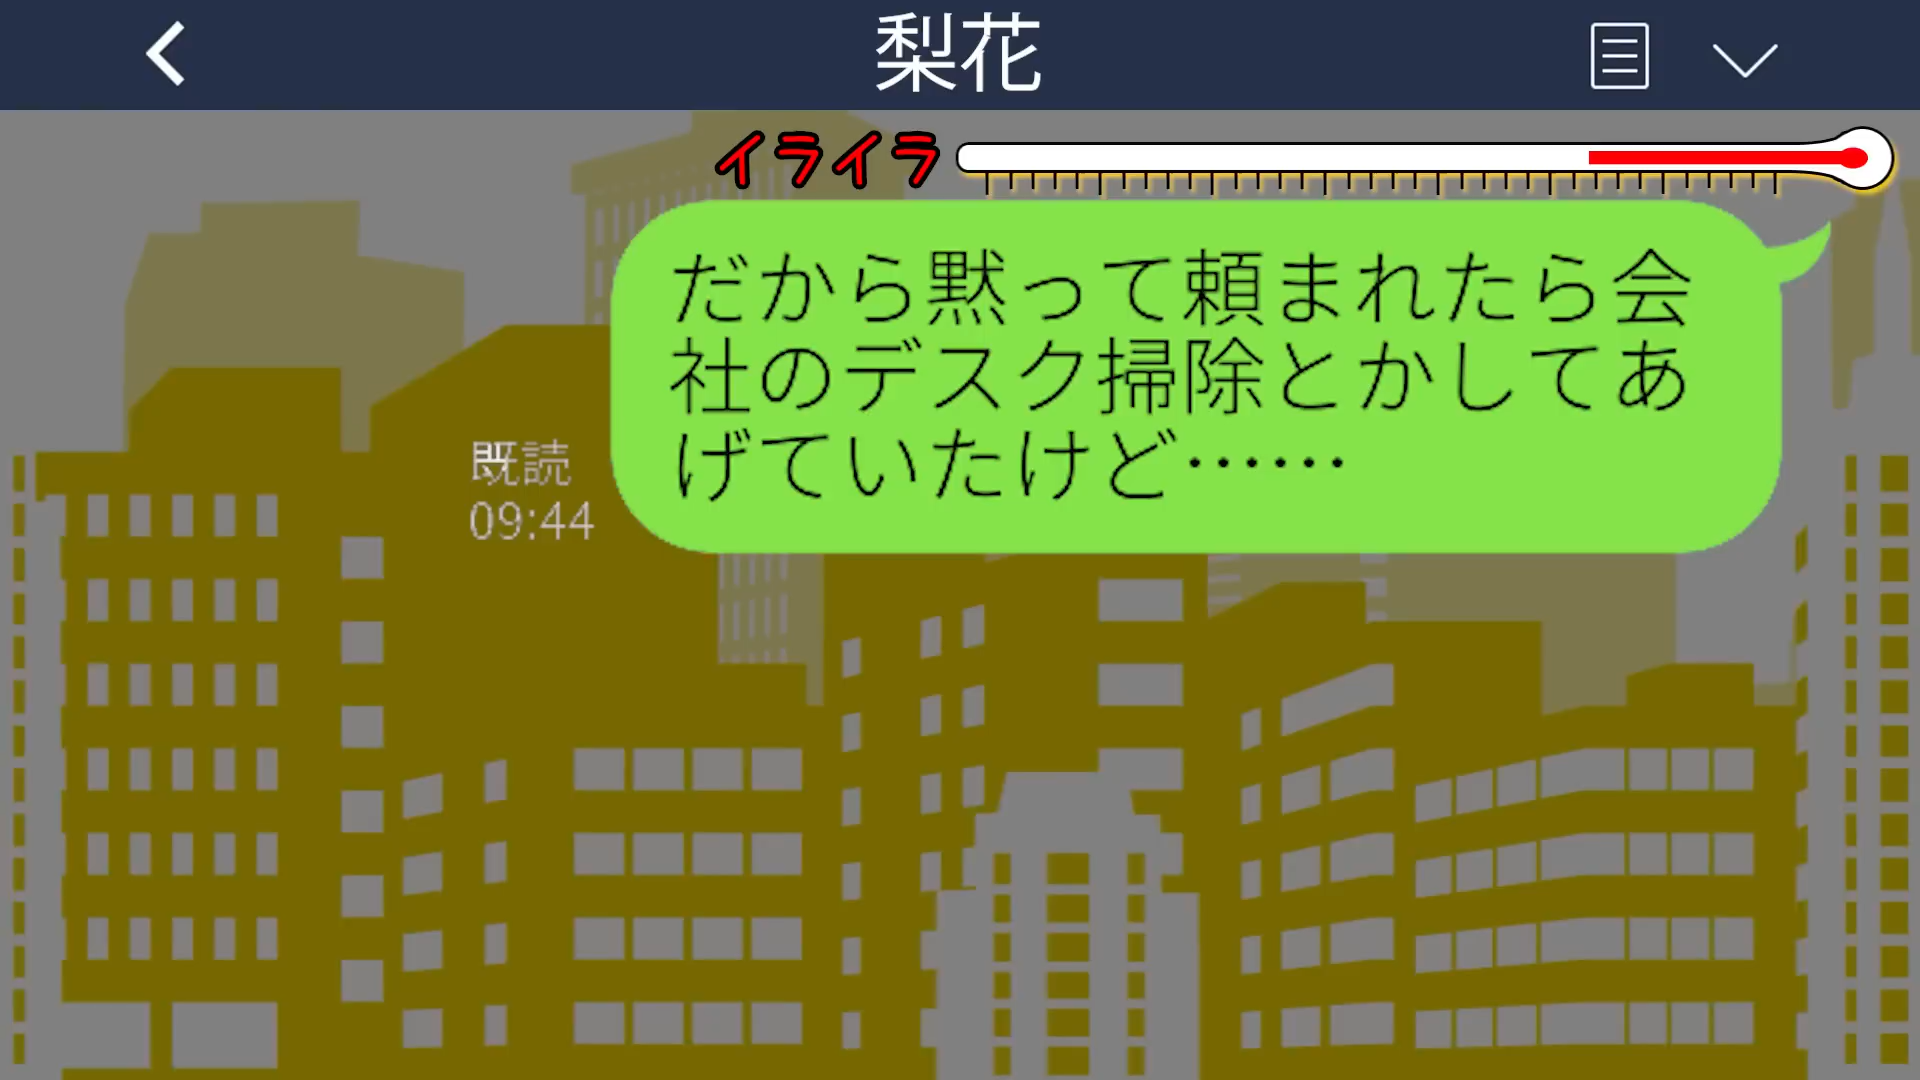 梨花
イライラ
だから黙って頼まれたら会
社のデスク掃除とかしてあ
げていたけど……
既読
09:44